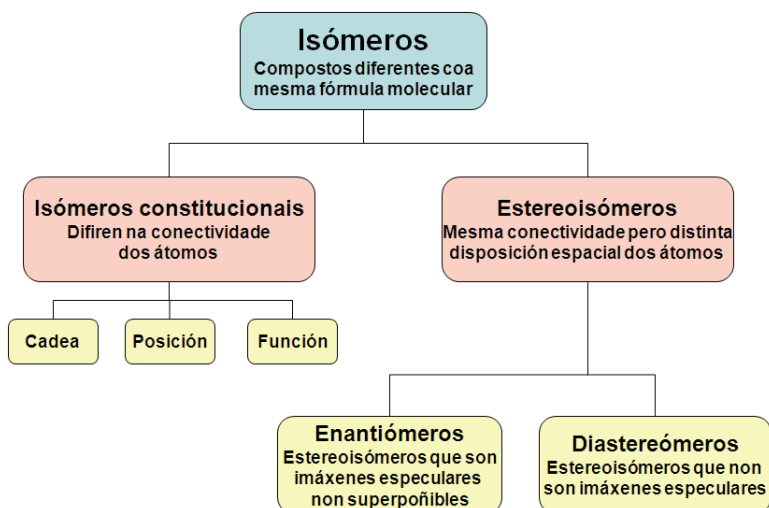 Isómeros
Compostos diferentes coa
mesma fórmula molecular
Isómeros constitucionais
Difiren na conectividade
dos átomos
Estereoisómeros
Mesma conectividade pero distinta
disposición espacial dos átomos
Cadea
Posición
Función
Enantiómeros
Estereoisómeros que son
imáxenes especulares
non superpoñibles
Diastereómeros
Estereoisómeros que non
son imáxenes especulares